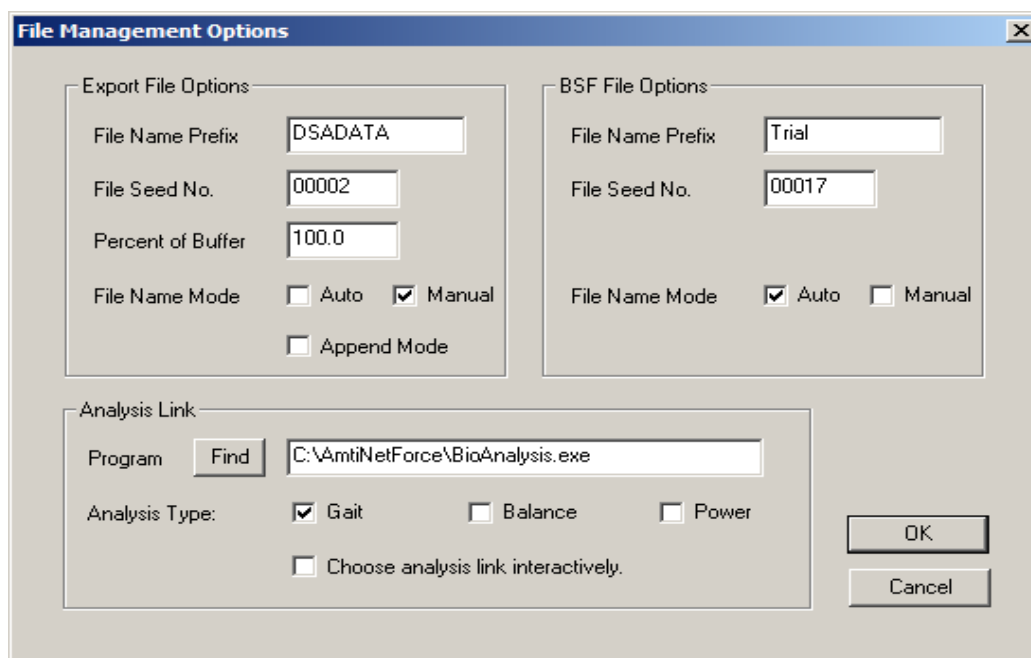 File Management Options
Export File Options
File Name Prefix DSADATA
File Seed No. 00002
Percent of Buffer 100.0
File Name Mode Auto Manual
Append Mode
BSF File Options
File Name Prefix Trial
File Seed No. 00017
File Name Mode Auto Manual
Analysis Link
Program Find C:\AmtiNetForce\BioAnalysis.exe
Analysis Type: Gait Balance Power
Choose analysis link interactively.
OK
Cancel